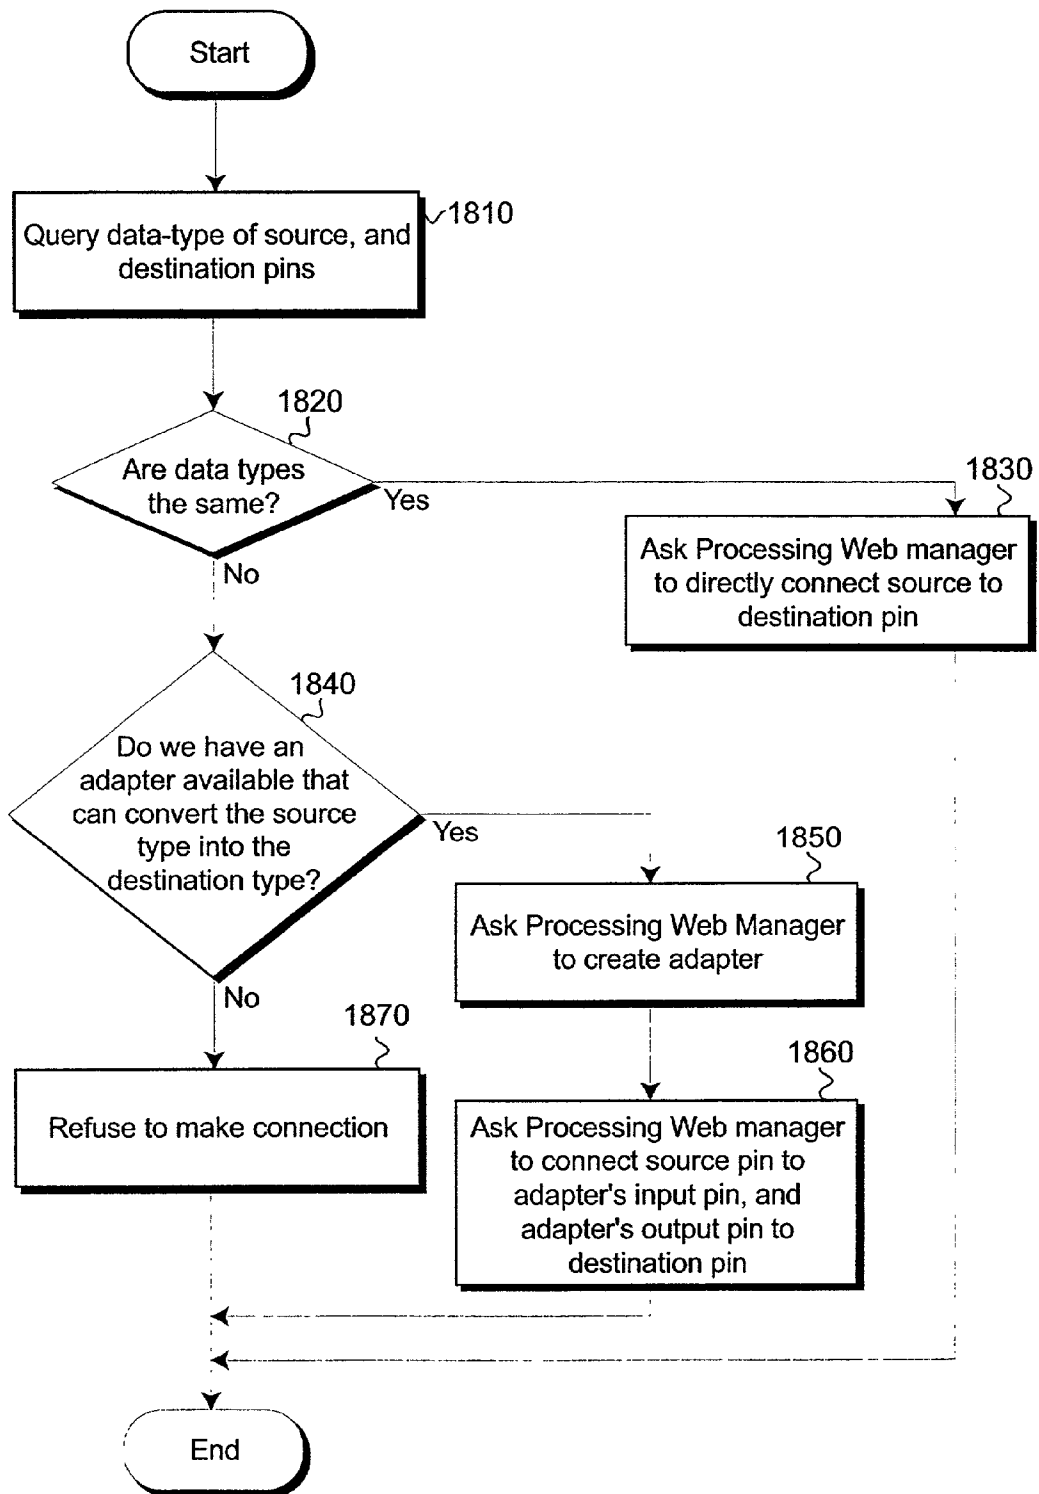 Start
1810
Query data-type of source, and
destination pins
1820
Are data types
the same?
Yes
No
1830
Ask Processing Web manager
to directly connect source to
destination pin
1840
Do we have an
adapter available that
can convert the source
type into the
destination type?
Yes
No
1850
Ask Processing Web Manager
to create adapter
1860
Ask Processing Web manager
to connect source pin to
adapter's input pin, and
adapter's output pin to
destination pin
1870
Refuse to make connection
End